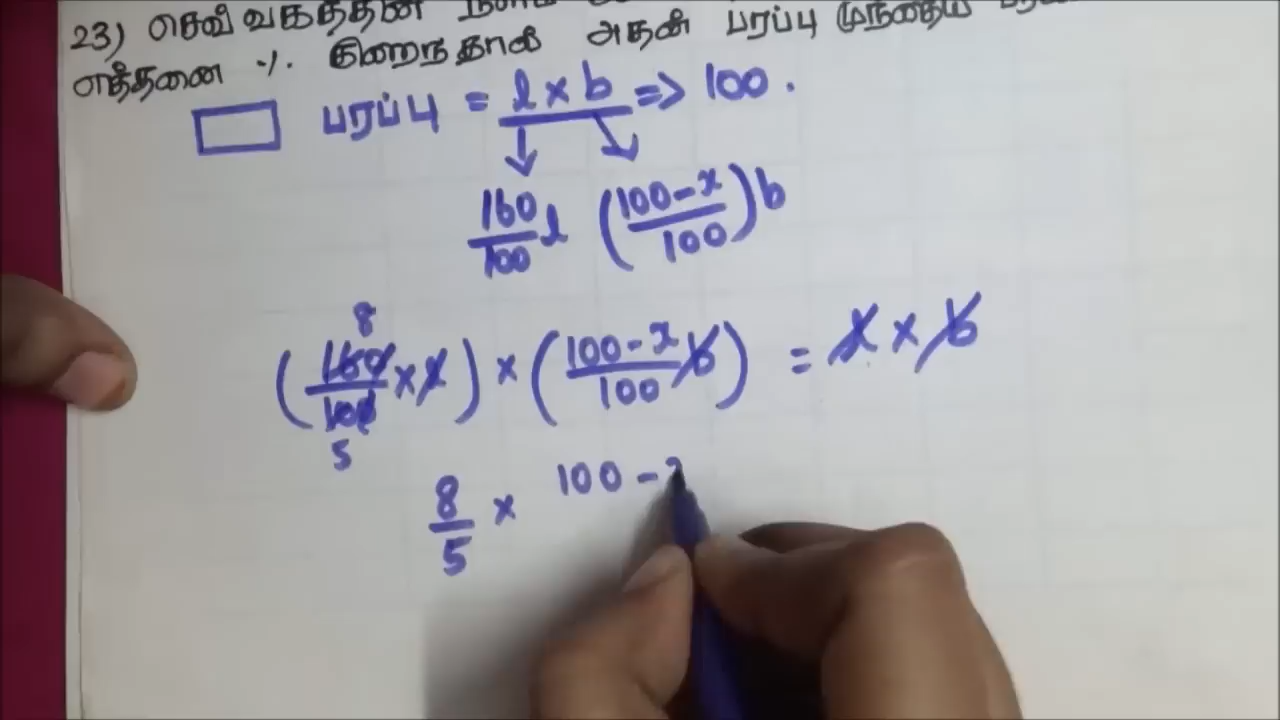 23) செவ்வகத்தின் நீளம்
எத்தனை %. குறைந்தால் அதன் பரப்பு முந்தைய
பரப்பு = l × b => 100.
160/100 l (100-x/100) b
8
(160/100 × l) × (100-x/100 b) = l × b
5
8/5 × 100 -